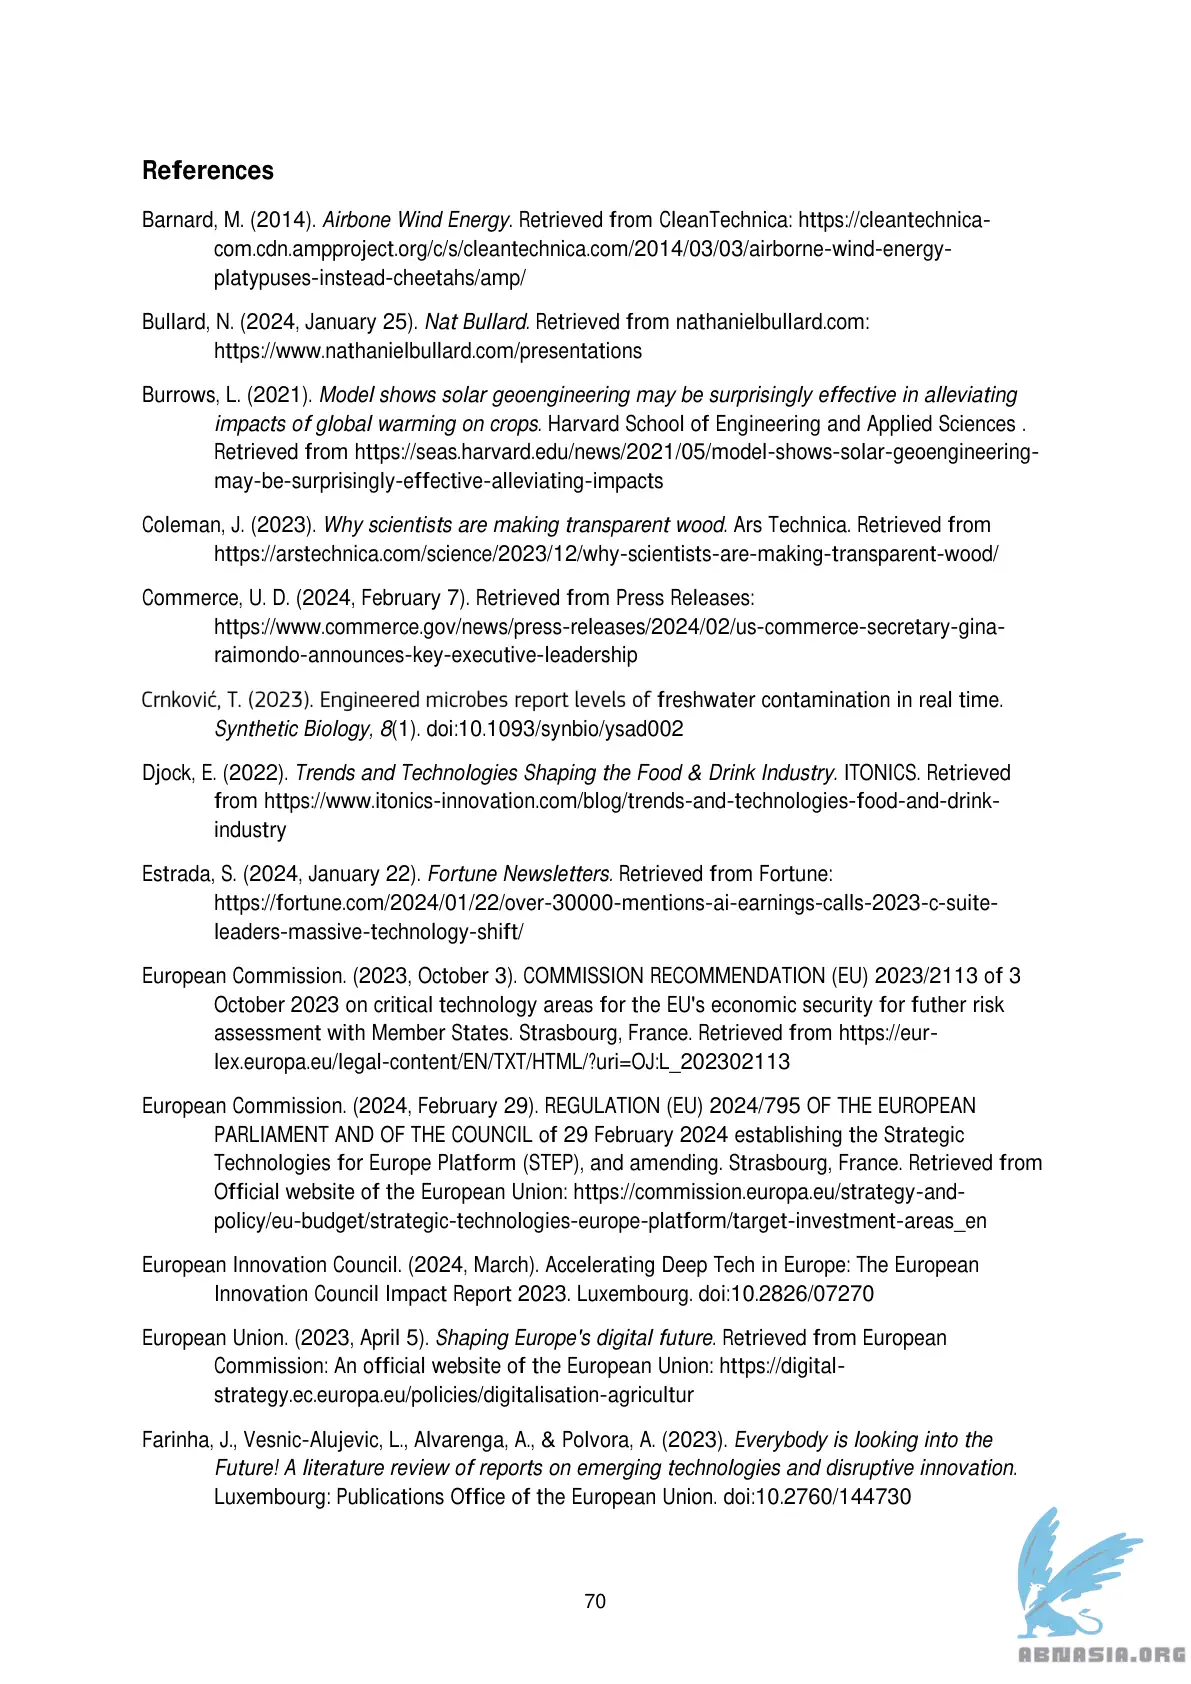 References
Barnard, M. (2014). Airbone Wind Energy. Retrieved from CleanTechnica: https://cleantechnica-
com.cdn.ampproject.org/c/s/cleantechnica.com/2014/03/03/airborne-wind-energy-
platypuses-instead-cheetahs/amp/
Bullard, N. (2024, January 25). Nat Bullard. Retrieved from nathanielbullard.com:
https://www.nathanielbullard.com/presentations
Burrows, L. (2021). Model shows solar geoengineering may be surprisingly effective in alleviating
impacts of global warming on crops. Harvard School of Engineering and Applied Sciences .
Retrieved from https://seas.harvard.edu/news/2021/05/model-shows-solar-geoengineering-
may-be-surprisingly-effective-alleviating-impacts
Coleman, J. (2023). Why scientists are making transparent wood. Ars Technica. Retrieved from
https://arstechnica.com/science/2023/12/why-scientists-are-making-transparent-wood/
Commerce, U. D. (2024, February 7). Retrieved from Press Releases:
https://www.commerce.gov/news/press-releases/2024/02/us-commerce-secretary-gina-
raimondo-announces-key-executive-leadership
Crnković, T. (2023). Engineered microbes report levels of freshwater contamination in real time.
Synthetic Biology, 8(1). doi:10.1093/synbio/ysad002
Djock, E. (2022). Trends and Technologies Shaping the Food & Drink Industry. ITONICS. Retrieved
from https://www.itonics-innovation.com/blog/trends-and-technologies-food-and-drink-
industry
Estrada, S. (2024, January 22). Fortune Newsletters. Retrieved from Fortune:
https://fortune.com/2024/01/22/over-30000-mentions-ai-earnings-calls-2023-c-suite-
leaders-massive-technology-shift/
European Commission. (2023, October 3). COMMISSION RECOMMENDATION (EU) 2023/2113 of 3
October 2023 on critical technology areas for the EU's economic security for futher risk
assessment with Member States. Strasbourg, France. Retrieved from https://eur-
lex.europa.eu/legal-content/EN/TXT/HTML/?uri=OJ:L_202302113
European Commission. (2024, February 29). REGULATION (EU) 2024/795 OF THE EUROPEAN
PARLIAMENT AND OF THE COUNCIL of 29 February 2024 establishing the Strategic
Technologies for Europe Platform (STEP), and amending. Strasbourg, France. Retrieved from
Official website of the European Union: https://commission.europa.eu/strategy-and-
policy/eu-budget/strategic-technologies-europe-platform/target-investment-areas_en
European Innovation Council. (2024, March). Accelerating Deep Tech in Europe: The European
Innovation Council Impact Report 2023. Luxembourg. doi:10.2826/07270
European Union. (2023, April 5). Shaping Europe's digital future. Retrieved from European
Commission: An official website of the European Union: https://digital-
strategy.ec.europa.eu/policies/digitalisation-agricultur
Farinha, J., Vesnic-Alujevic, L., Alvarenga, A., & Polvora, A. (2023). Everybody is looking into the
Future! A literature review of reports on emerging technologies and disruptive innovation.
Luxembourg: Publications Office of the European Union. doi:10.2760/144730
70
ABNASIA.ORG